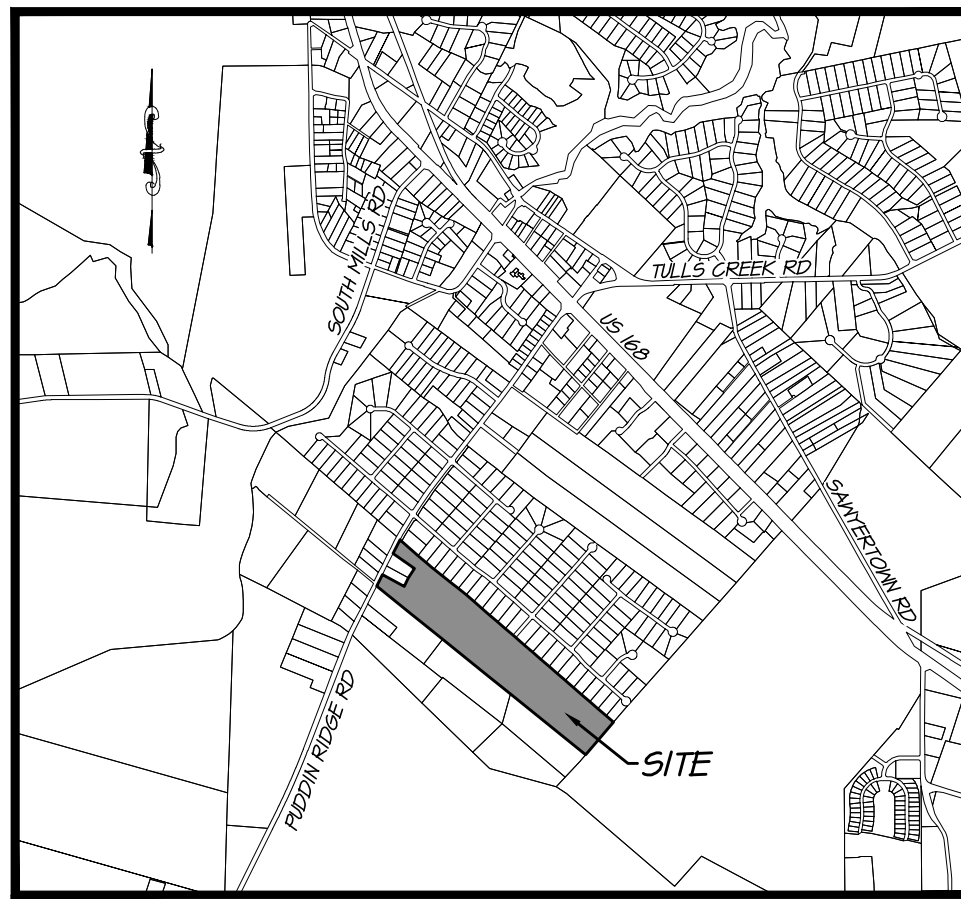 SOUTH MILLS RD
TULLS CREEK RD
US 168
SAWYERTOWN RD
PUDDIN RIDGE RD
SITE